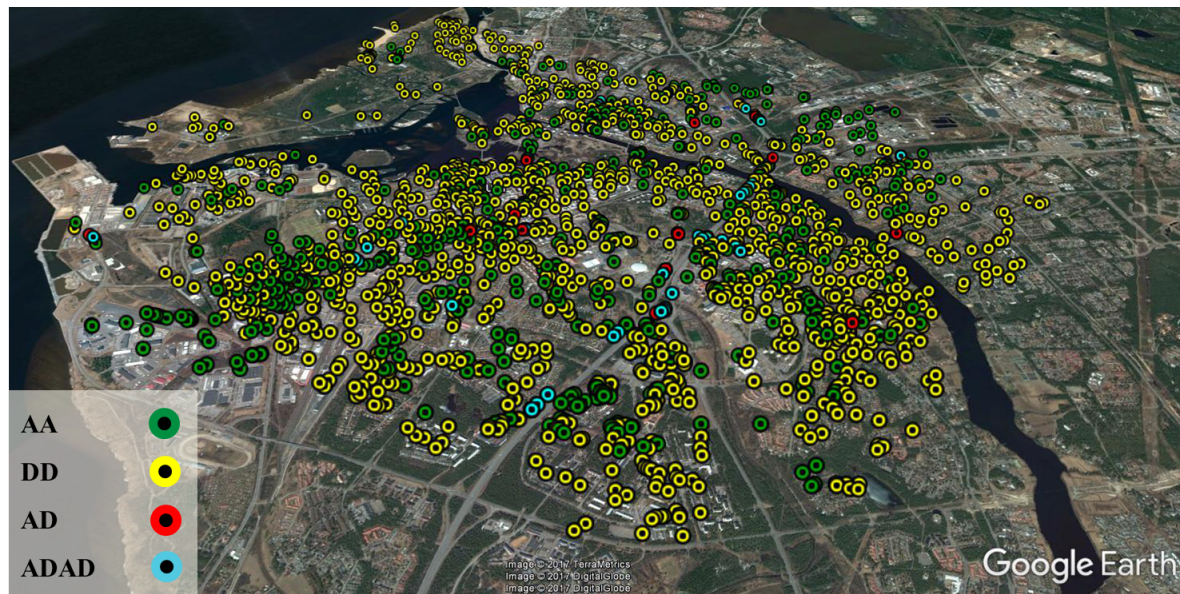 AA
DD
AD
ADAD
Image © 2017 TerraMetrics
Image © 2017 DigitalGlobe
Image © 2017 DigitalGlobe
Google Earth